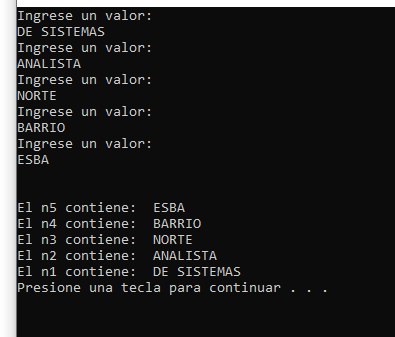 Ingrese un valor:
DE SISTEMAS
Ingrese un valor:
ANALISTA
Ingrese un valor:
NORTE
Ingrese un valor:
BARRIO
Ingrese un valor:
ESBA
El n5 contiene:  ESBA
El n4 contiene:  BARRIO
El n3 contiene:  NORTE
El n2 contiene:  ANALISTA
El n1 contiene:  DE SISTEMAS
Presione una tecla para continuar . . .